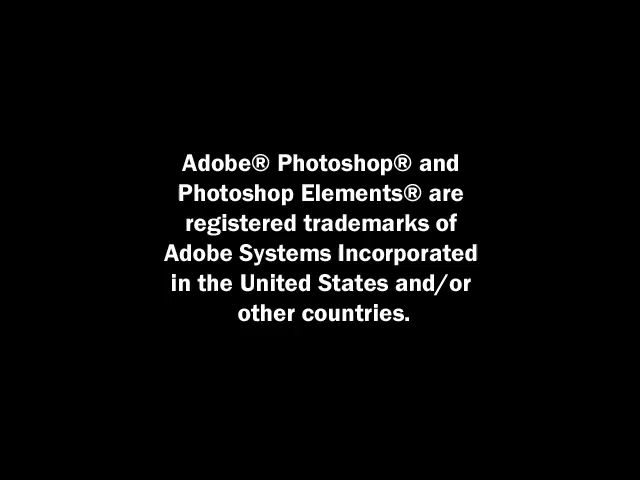 Adobe® Photoshop® and
Photoshop Elements® are
registered trademarks of
Adobe Systems Incorporated
in the United States and/or
other countries.